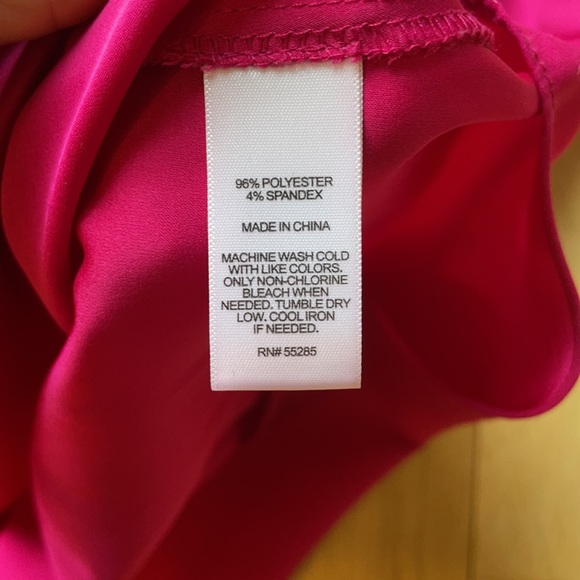 96% POLYESTER
4% SPANDEX
MADE IN CHINA
MACHINE WASH COLD
WITH LIKE COLORS.
ONLY NON-CHLORINE
BLEACH WHEN
NEEDED. TUMBLE DRY
LOW. COOL IRON
IF NEEDED.
RN# 55285